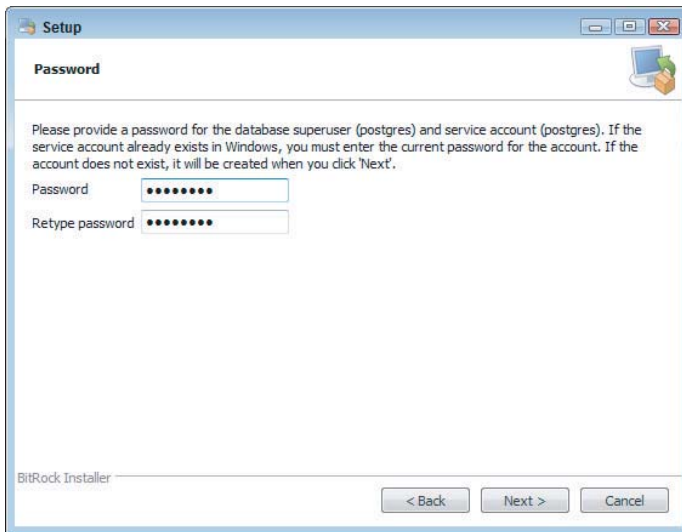 Setup
Password
Please provide a password for the database superuser (postgres) and service account (postgres). If the
service account already exists in Windows, you must enter the current password for the account. If the
account does not exist, it will be created when you click 'Next'.
Password ••••••••
Retype password ••••••••
BitRock Installer
< Back Next > Cancel